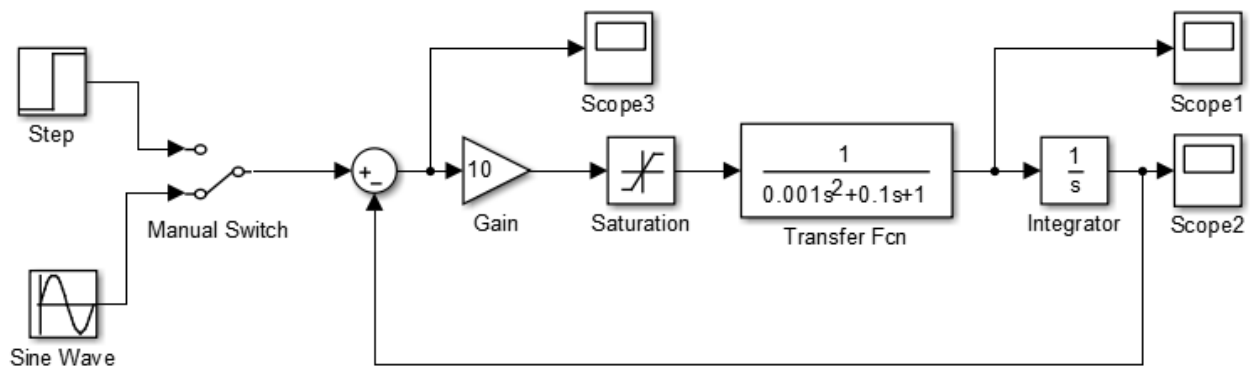 Step
Sine Wave
Manual Switch
+
−
10
Gain
Scope3
Saturation
1
0.001s²+0.1s+1
Transfer Fcn
1
s
Integrator
Scope1
Scope2